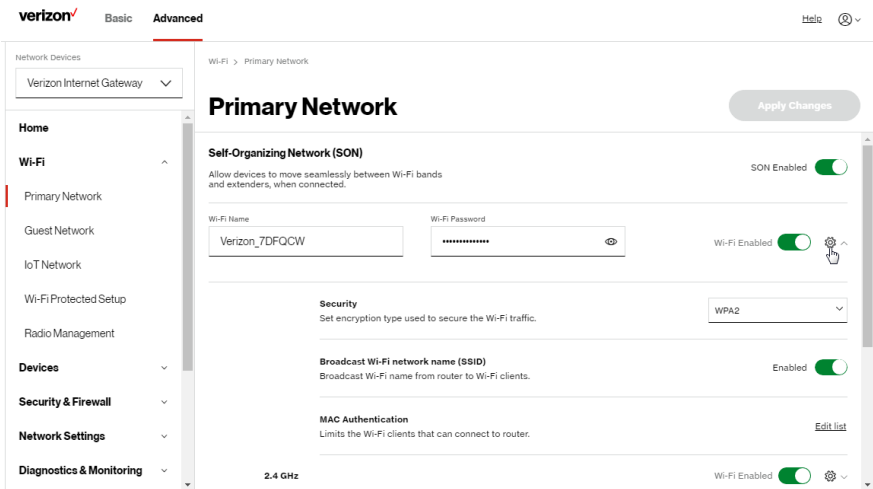 verizon
Basic
Advanced
Help
Network Devices
Verizon Internet Gateway
Home
Wi-Fi
Primary Network
Guest Network
IoT Network
Wi-Fi Protected Setup
Radio Management
Devices
Security & Firewall
Network Settings
Diagnostics & Monitoring
Wi-Fi > Primary Network
Primary Network
Apply Changes
Self-Organizing Network (SON)
Allow devices to move seamlessly between Wi-Fi bands
and extenders, when connected.
SON Enabled
Wi-Fi Name
Verizon_7DFQCW
Wi-Fi Password
••••••••••••••
Wi-Fi Enabled
Security
Set encryption type used to secure the Wi-Fi traffic.
WPA2
Broadcast Wi-Fi network name (SSID)
Broadcast Wi-Fi name from router to Wi-Fi clients.
Enabled
MAC Authentication
Limits the Wi-Fi clients that can connect to router.
Edit list
2.4 GHz
Wi-Fi Enabled